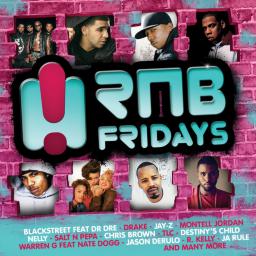 RNB
FRIDAYS
BLACKSTREET FEAT DR DRE · DRAKE · JAY-Z · MONTELL JORDAN
NELLY · SALT N PEPA · CHRIS BROWN · TLC · DESTINY'S CHILD
WARREN G FEAT NATE DOGG · JASON DERULO · R. KELLY · JA RULE
AND MANY MORE